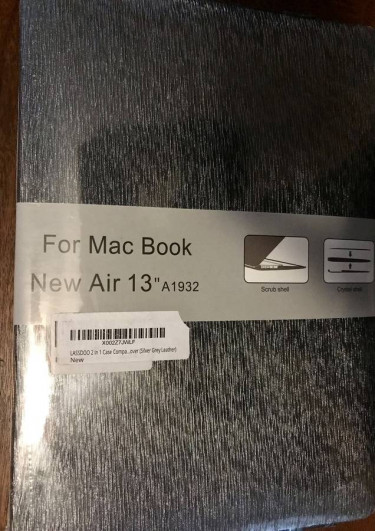 For Mac Book
New Air 13" A1932
Scrub shell
Crystal shell
X002Z7JWLP
LASSDOO 2 in 1 Case Compa...over (Silver Grey Leather)
New